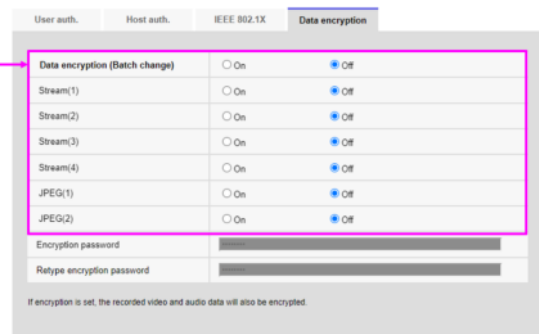 User auth. Host auth. IEEE 802.1X Data encryption
Data encryption (Batch change) On Off
Stream(1) On Off
Stream(2) On Off
Stream(3) On Off
Stream(4) On Off
JPEG(1) On Off
JPEG(2) On Off
Encryption password
Retype encryption password
If encryption is set, the recorded video and audio data will also be encrypted.